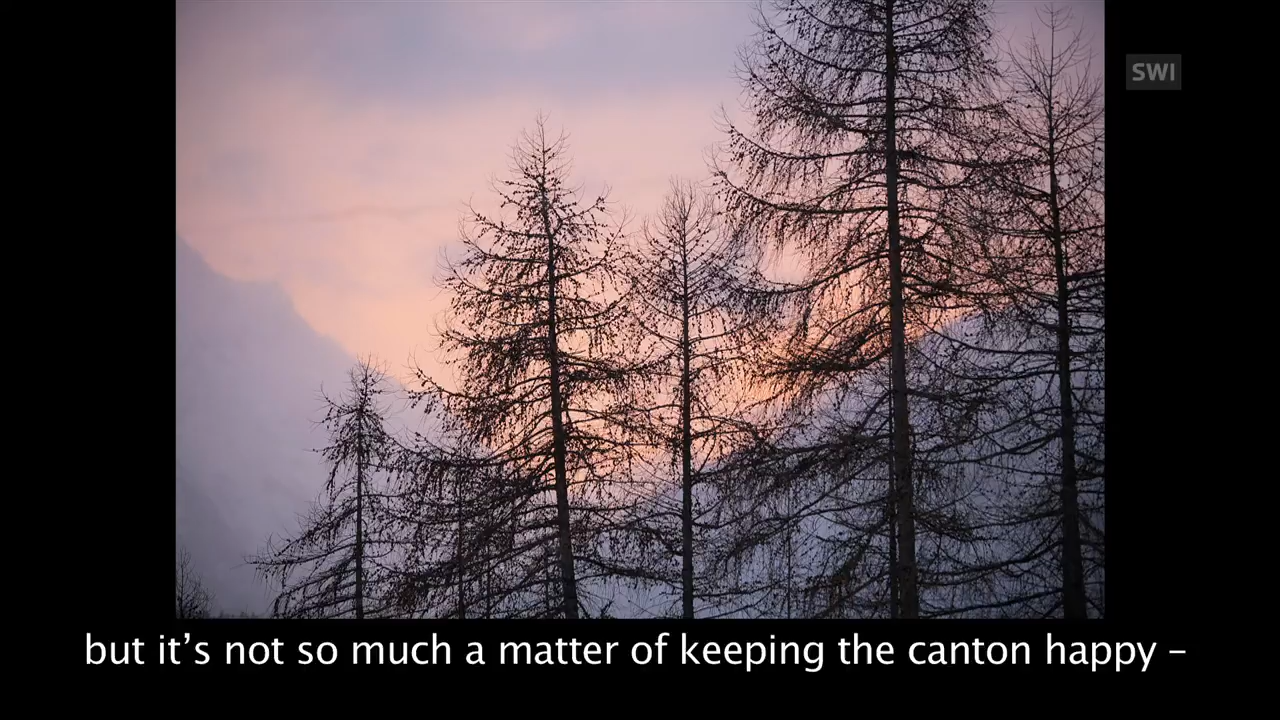 SWI
but it’s not so much a matter of keeping the canton happy –